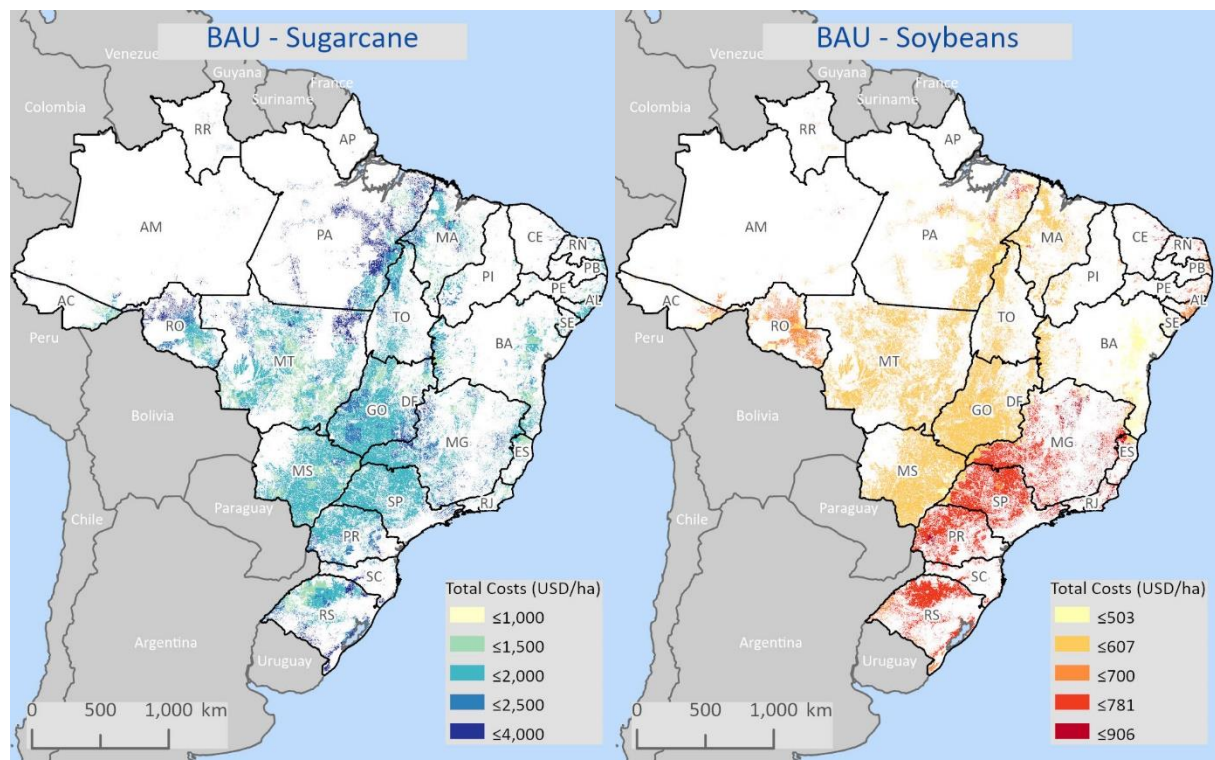 BAU - Sugarcane
Venezue
Guyana
Colombia
Suriname
France
RR
AP
AM
PA
MA
CE
RN
PB
PI
PE
AL
AC
SE
RO
TO
Peru
BA
MT
Bolivia
GO
DF
MG
MS
ES
SP
RJ
Paraguay
Chile
PR
SC
RS
Argentina
Uruguay
Total Costs (USD/ha)
≤1,000
≤1,500
≤2,000
≤2,500
≤4,000
0 500 1,000 km
BAU - Soybeans
Venezue
Guyana
Colombia
Suriname
France
RR
AP
AM
PA
MA
CE
RN
PB
PI
PE
AL
AC
SE
RO
TO
Peru
BA
MT
Bolivia
GO
DF
MG
MS
ES
SP
RJ
Paraguay
Chile
PR
SC
RS
Argentina
Uruguay
Total Costs (USD/ha)
≤503
≤607
≤700
≤781
≤906
0 500 1,000 km